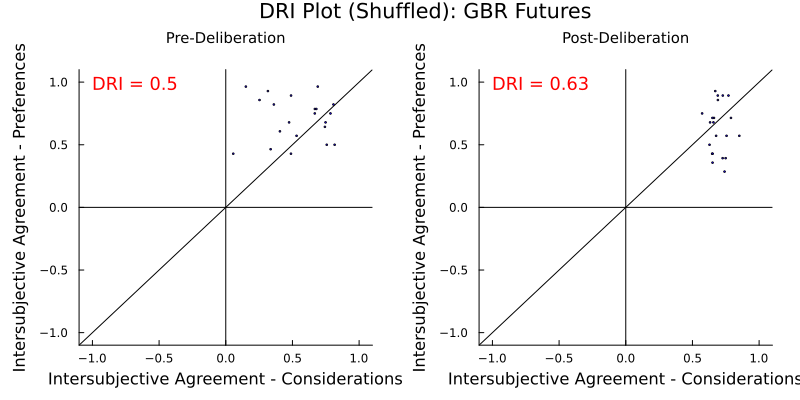 DRI Plot (Shuffled): GBR Futures
Pre-Deliberation
Intersubjective Agreement - Preferences
1.0
0.5
0.0
−0.5
−1.0
DRI = 0.5
−1.0 −0.5 0.0 0.5 1.0
Intersubjective Agreement - Considerations
Post-Deliberation
Intersubjective Agreement - Preferences
1.0
0.5
0.0
−0.5
−1.0
DRI = 0.63
−1.0 −0.5 0.0 0.5 1.0
Intersubjective Agreement - Considerations